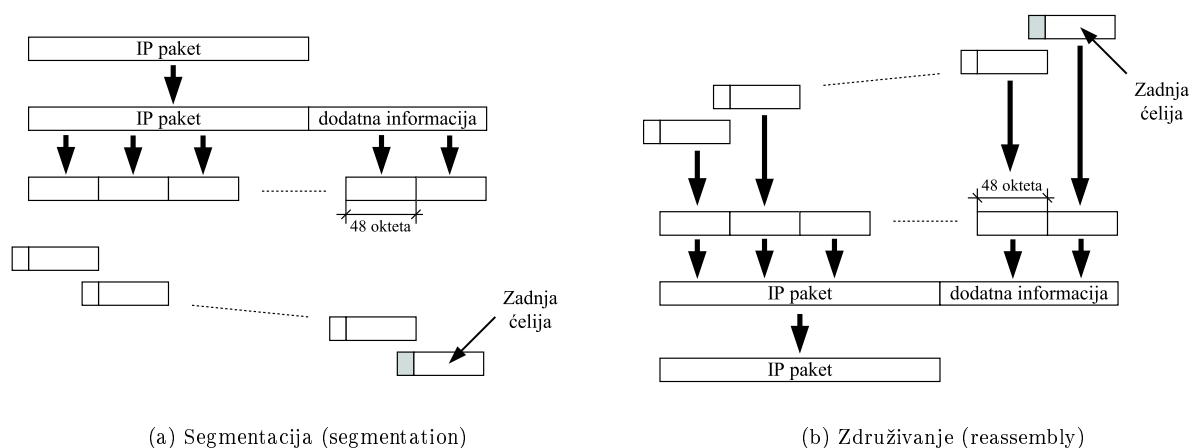 IP paket
IP paket
dodatna informacija
48 okteta
Zadnja
ćelija
(a) Segmentacija (segmentation)
Zadnja
ćelija
48 okteta
IP paket
dodatna informacija
IP paket
(b) Združivanje (reassembly)